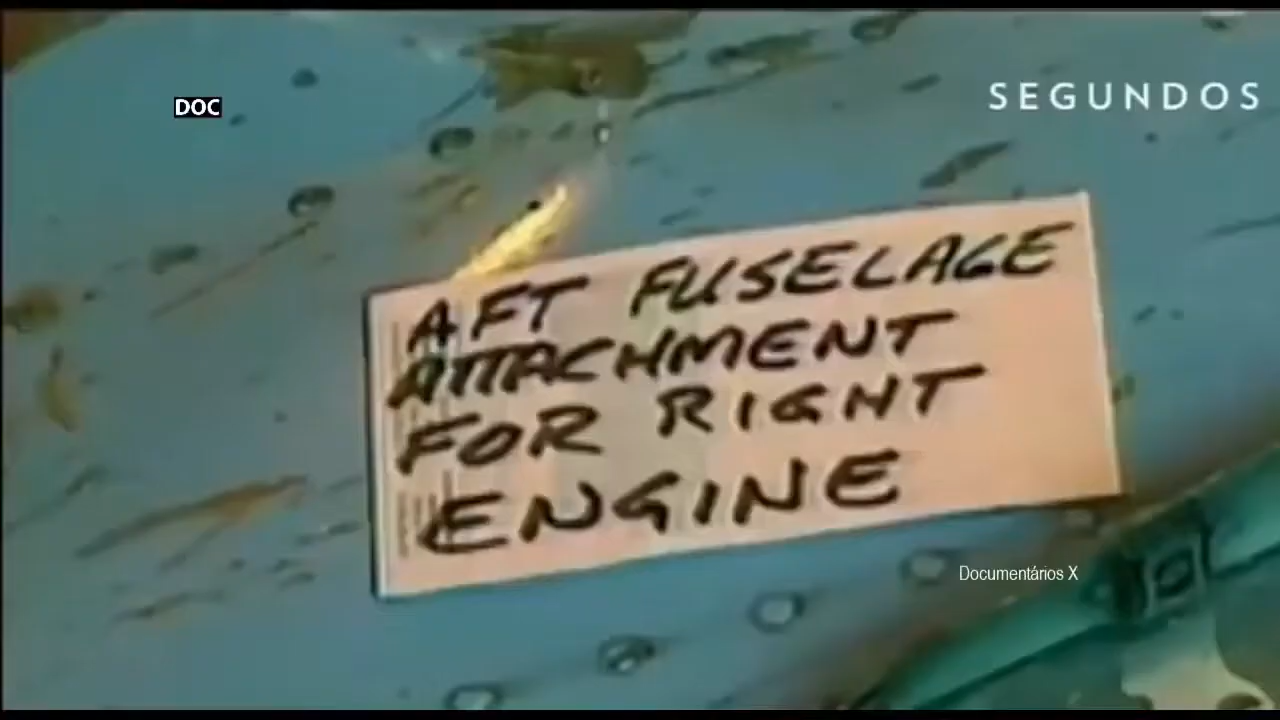 DOC
SEGUNDOS
AFT FUSELAGE
ATTACHMENT
FOR RIGHT
ENGINE
Documentários X